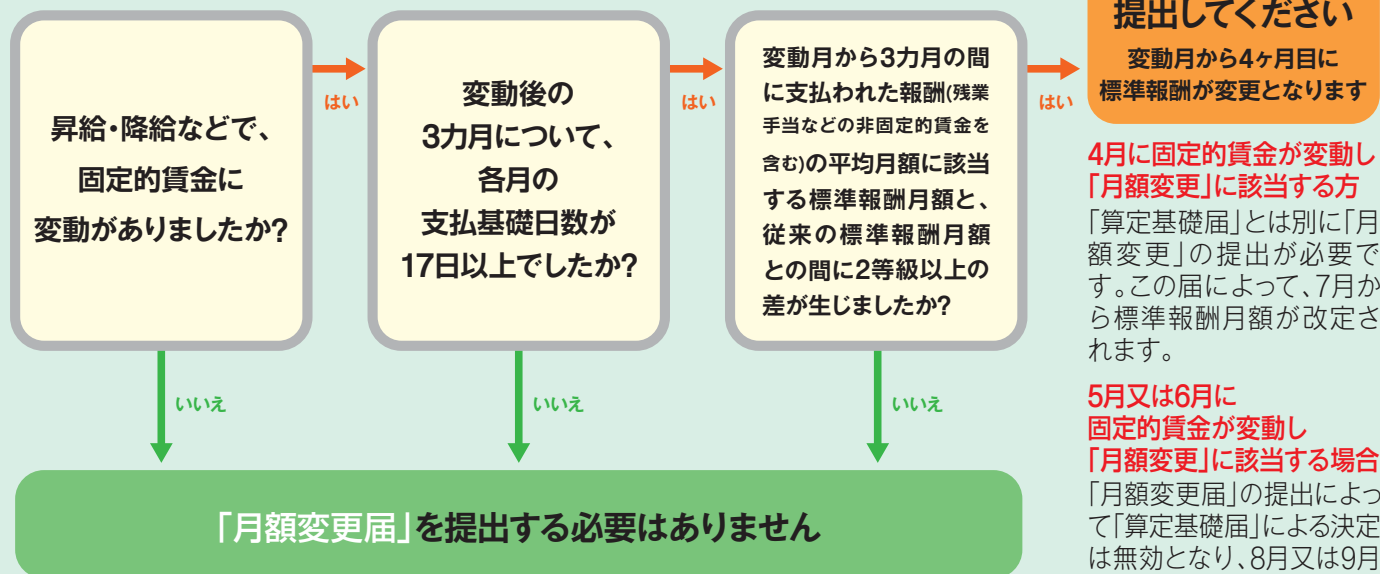 昇給・降給などで、
固定的賃金に
変動がありましたか?
はい
変動後の
3カ月について、
各月の
支払基礎日数が
17日以上でしたか?
はい
変動月から3カ月の間
に支払われた報酬(残業
手当などの非固定的賃金を
含む)の平均月額に該当
する標準報酬月額と、
従来の標準報酬月額
との間に2等級以上の
差が生じましたか?
はい
提出してください
変動月から4ヶ月目に
標準報酬が変更となります
いいえ
いいえ
いいえ
「月額変更届」を提出する必要はありません
4月に固定的賃金が変動し
「月額変更」に該当する方
「算定基礎届」とは別に「月
額変更」の提出が必要で
す。この届によって、7月か
ら標準報酬月額が改定さ
れます。
5月又は6月に
固定的賃金が変動し
「月額変更」に該当する場合
「月額変更届」の提出によっ
て「算定基礎届」による決定
は無効となり、8月又は9月